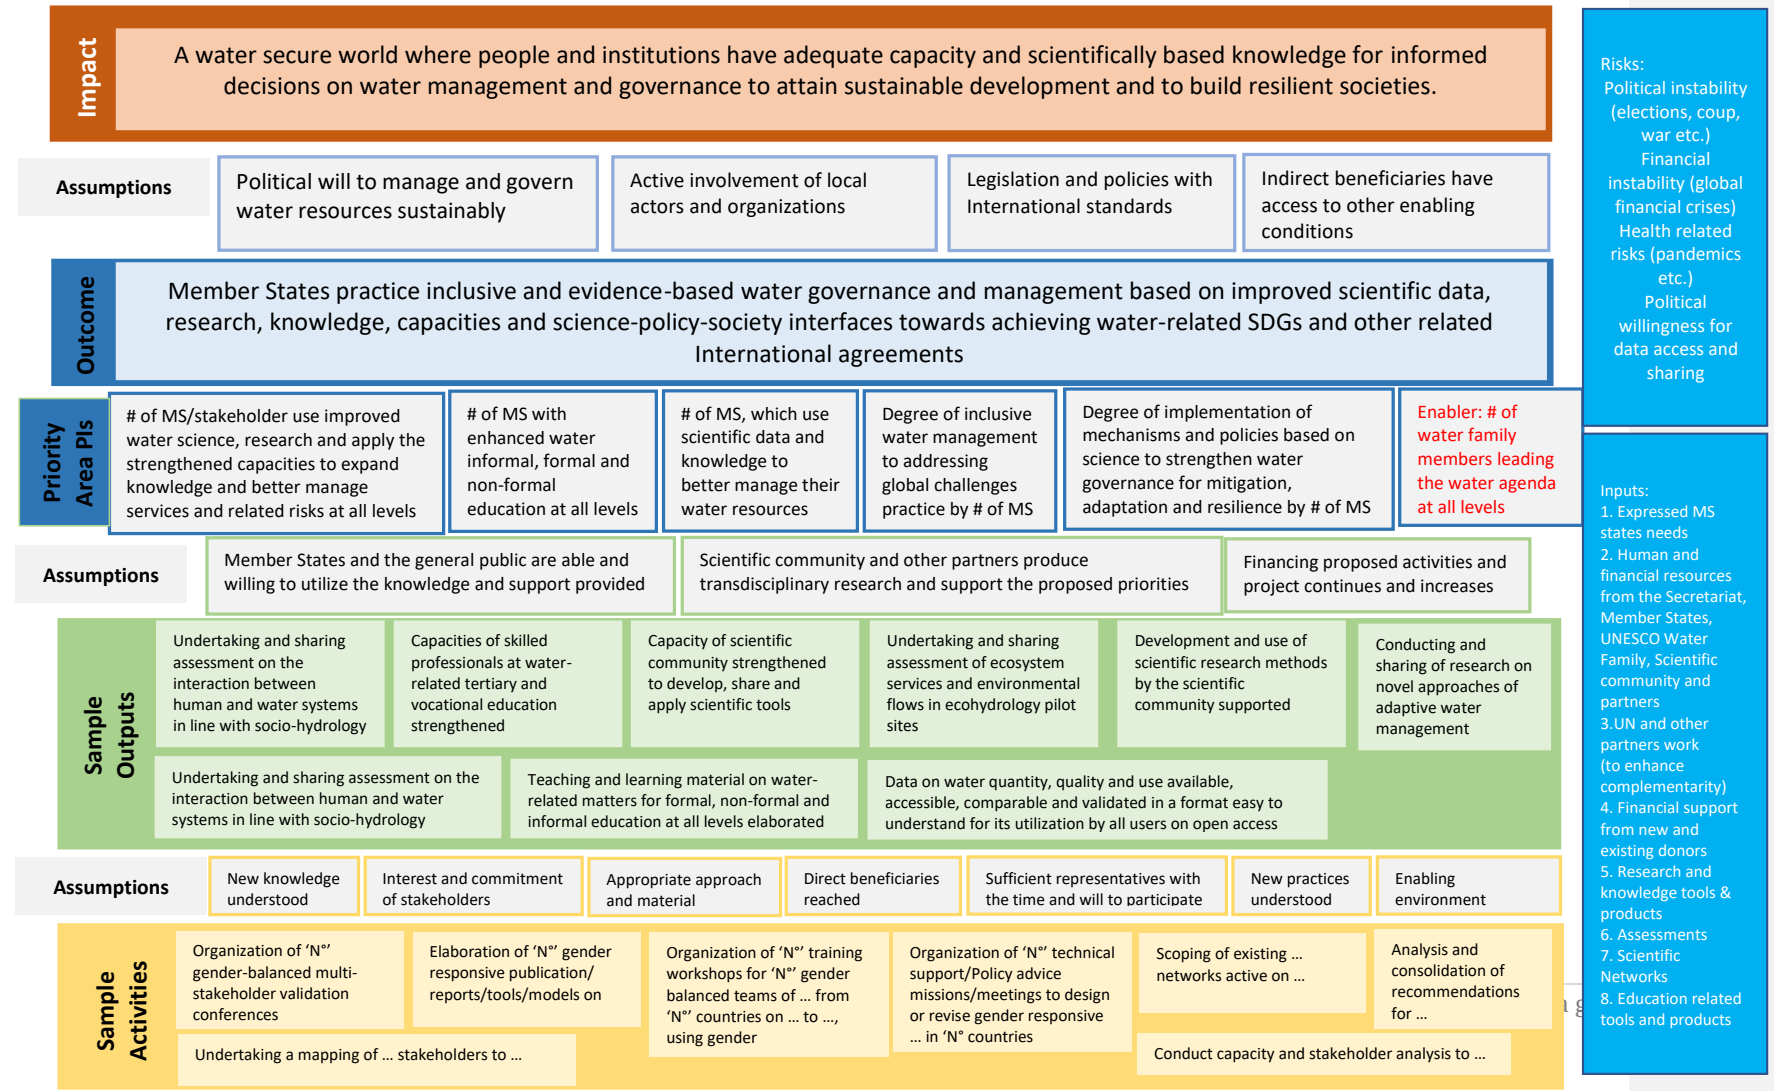 Impact
A water secure world where people and institutions have adequate capacity and scientifically based knowledge for informed
decisions on water management and governance to attain sustainable development and to build resilient societies.
Assumptions
Political will to manage and govern
water resources sustainably
Active involvement of local
actors and organizations
Legislation and policies with
International standards
Indirect beneficiaries have
access to other enabling
conditions
Outcome
Member States practice inclusive and evidence-based water governance and management based on improved scientific data,
research, knowledge, capacities and science-policy-society interfaces towards achieving water-related SDGs and other related
International agreements
Priority
Area PIs
# of MS/stakeholder use improved
water science, research and apply the
strengthened capacities to expand
knowledge and better manage
services and related risks at all levels
# of MS with
enhanced water
informal, formal and
non-formal
education at all levels
# of MS, which use
scientific data and
knowledge to
better manage their
water resources
Degree of inclusive
water management
to addressing
global challenges
practice by # of MS
Degree of implementation of
mechanisms and policies based on
science to strengthen water
governance for mitigation,
adaptation and resilience by # of MS
Enabler: # of
water family
members leading
the water agenda
at all levels
Assumptions
Member States and the general public are able and
willing to utilize the knowledge and support provided
Scientific community and other partners produce
transdisciplinary research and support the proposed priorities
Financing proposed activities and
project continues and increases
Sample
Outputs
Undertaking and sharing
assessment on the
interaction between
human and water systems
in line with socio-hydrology
Capacities of skilled
professionals at water-
related tertiary and
vocational education
strengthened
Capacity of scientific
community strengthened
to develop, share and
apply scientific tools
Undertaking and sharing
assessment of ecosystem
services and environmental
flows in ecohydrology pilot
sites
Development and use of
scientific research methods
by the scientific
community supported
Conducting and
sharing of research on
novel approaches of
adaptive water
management
Undertaking and sharing assessment on the
interaction between human and water
systems in line with socio-hydrology
Teaching and learning material on water-
related matters for formal, non-formal and
informal education at all levels elaborated
Data on water quantity, quality and use available,
accessible, comparable and validated in a format easy to
understand for its utilization by all users on open access
Assumptions
New knowledge
understood
Interest and commitment
of stakeholders
Appropriate approach
and material
Direct beneficiaries
reached
Sufficient representatives with
the time and will to participate
New practices
understood
Enabling
environment
Sample
Activities
Organization of ‘N°’
gender-balanced multi-
stakeholder validation
conferences
Elaboration of ‘N°’ gender
responsive publication/
reports/tools/models on
Organization of ‘N°’ training
workshops for ‘N°’ gender
balanced teams of … from
‘N°’ countries on … to …,
using gender
Organization of ‘N°’ technical
support/Policy advice
missions/meetings to design
or revise gender responsive
… in ‘N° countries
Scoping of existing …
networks active on …
Analysis and
consolidation of
recommendations
for …
Undertaking a mapping of … stakeholders to …
Conduct capacity and stakeholder analysis to …
Risks:
Political instability
(elections, coup,
war etc.)
Financial
instability (global
financial crises)
Health related
risks (pandemics
etc.)
Political
willingness for
data access and
sharing
Inputs:
1. Expressed MS
states needs
2. Human and
financial resources
from the Secretariat,
Member States,
UNESCO Water
Family, Scientific
community and
partners
3.UN and other
partners work
(to enhance
complementarity)
4. Financial support
from new and
existing donors
5. Research and
knowledge tools &
products
6. Assessments
7. Scientific
Networks
8. Education related
tools and products